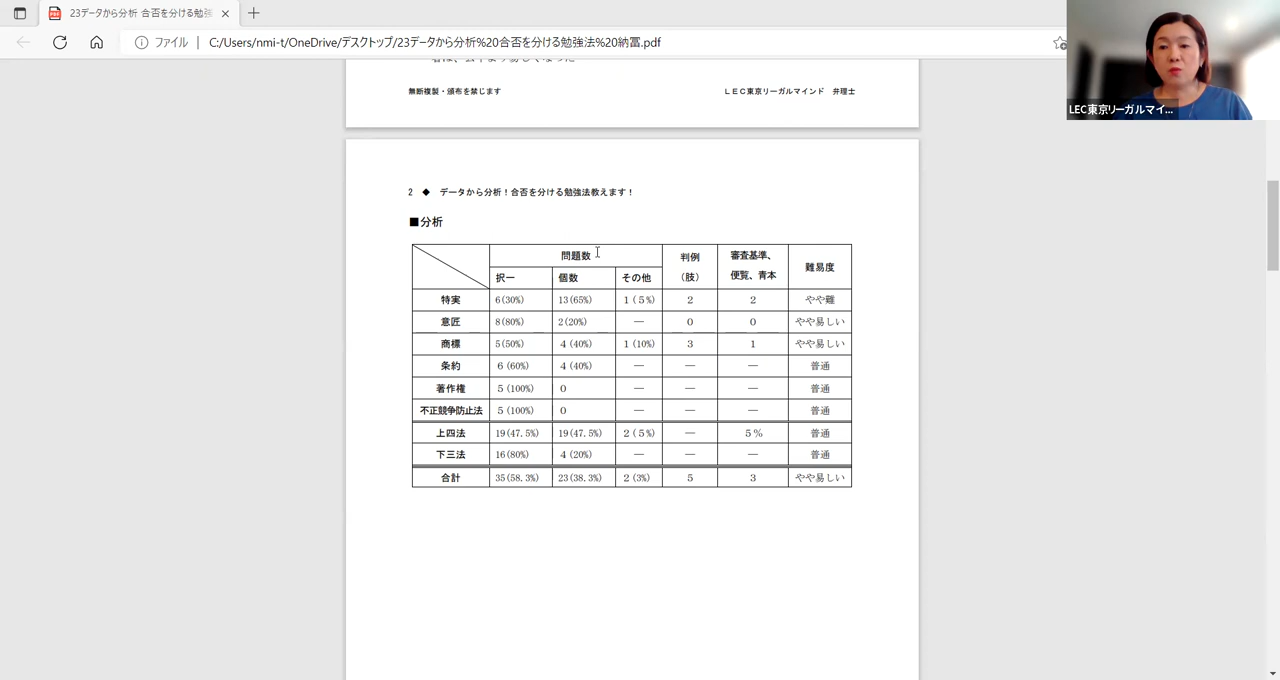 23データから分析 合否を分ける勉強
ファイル | C:/Users/nmi-t/OneDrive/デスクトップ/23データから分析%20合否を分ける勉強法%20納冨.pdf
LEC東京リーガルマイ...
無断複製・頒布を禁じます ＬＥＣ東京リーガルマインド 弁理士
2 ◆ データから分析！合否を分ける勉強法教えます！
■分析
問題数 判例（肢） 審査基準、便覧、青本 難易度
択一 個数 その他
特実 6(30%) 13(65%) 1(5%) 2 2 やや難
意匠 8(80%) 2(20%) ― 0 0 やや易しい
商標 5(50%) 4(40%) 1(10%) 3 1 やや易しい
条約 6(60%) 4(40%) ― ― ― 普通
著作権 5(100%) 0 ― ― ― 普通
不正競争防止法 5(100%) 0 ― ― ― 普通
上四法 19(47.5%) 19(47.5%) 2(5%) ― 5% 普通
下三法 16(80%) 4(20%) ― ― ― 普通
合計 35(58.3%) 23(38.3%) 2(3%) 5 3 やや易しい